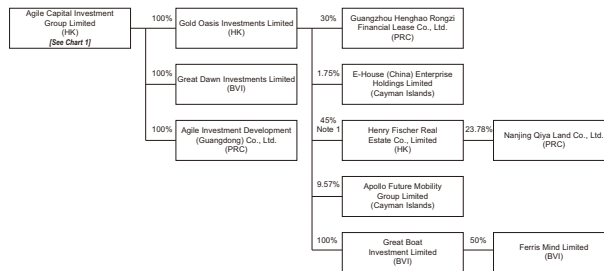 Agile Capital Investment
Group Limited
(HK)
[See Chart 1]
100%
Gold Oasis Investments Limited
(HK)
30%
Guangzhou Henghao Rongzi
Financial Lease Co., Ltd.
(PRC)
100%
Great Dawn Investments Limited
(BVI)
1.75%
E-House (China) Enterprise
Holdings Limited
(Cayman Islands)
100%
Agile Investment Development
(Guangdong) Co., Ltd.
(PRC)
45%
Note 1
Henry Fischer Real
Estate Co., Limited
(HK)
23.78%
Nanjing Qiya Land Co., Ltd.
(PRC)
9.57%
Apollo Future Mobility
Group Limited
(Cayman Islands)
100%
Great Boat
Investment Limited
(BVI)
50%
Ferris Mind Limited
(BVI)